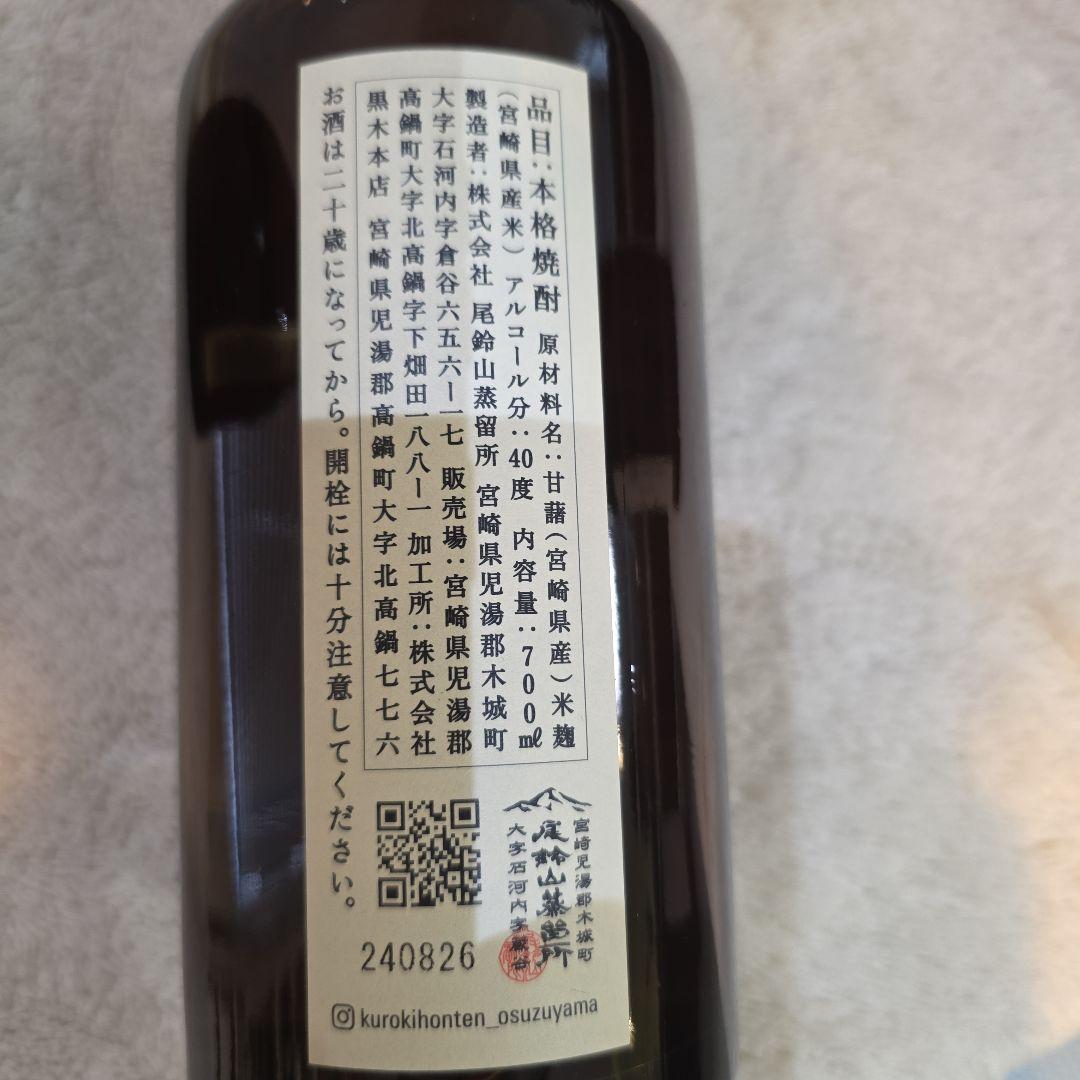 品目：本格焼酎 原材料名：甘藷（宮崎県産）米麹
（宮崎県産米） アルコール分：40度 内容量：700㎖
製造者：株式会社 尾鈴山蒸留所 宮崎県児湯郡木城町
大字石河内字倉谷六五六ー一七 販売場：宮崎県児湯郡
高鍋町大字北高鍋字下畑田一八八ー一 加工所：株式会社
黒木本店 宮崎県児湯郡高鍋町大字北高鍋七七六
お酒は二十歳になってから。開栓には十分注意してください。
宮崎児湯郡木城町
尾鈴山蒸留所
大字石河内字蔵谷
240826
kurokihonten_osuzuyama